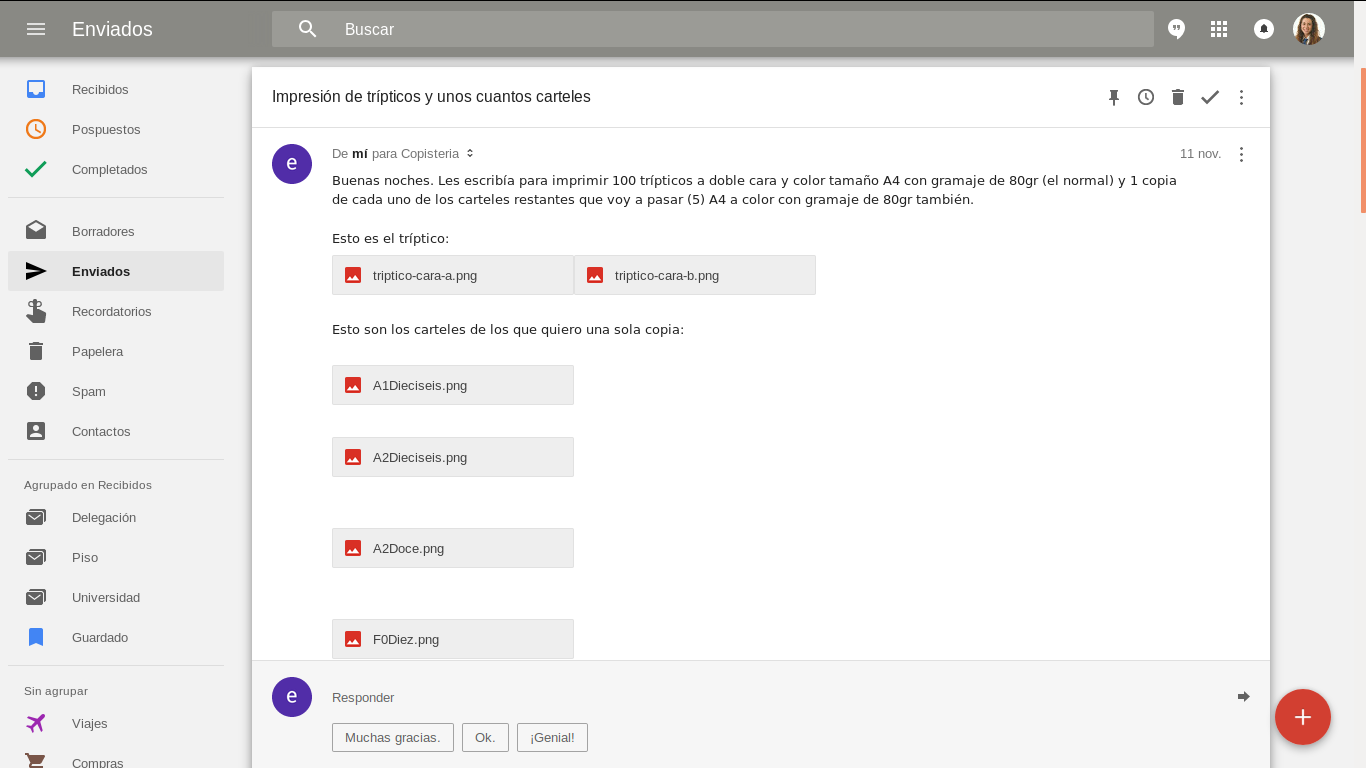 Enviados
Buscar
Recibidos
Pospuestos
Completados
Borradores
Enviados
Recordatorios
Papelera
Spam
Contactos
Agrupado en Recibidos
Delegación
Piso
Universidad
Guardado
Sin agrupar
Viajes
Compras
Impresión de trípticos y unos cuantos carteles
e
De mí para Copisteria
11 nov.
Buenas noches. Les escribía para imprimir 100 trípticos a doble cara y color tamaño A4 con gramaje de 80gr (el normal) y 1 copia
de cada uno de los carteles restantes que voy a pasar (5) A4 a color con gramaje de 80gr también.
Esto es el tríptico:
triptico-cara-a.png
triptico-cara-b.png
Esto son los carteles de los que quiero una sola copia:
A1Dieciseis.png
A2Dieciseis.png
A2Doce.png
F0Diez.png
e
Responder
Muchas gracias.
Ok.
¡Genial!